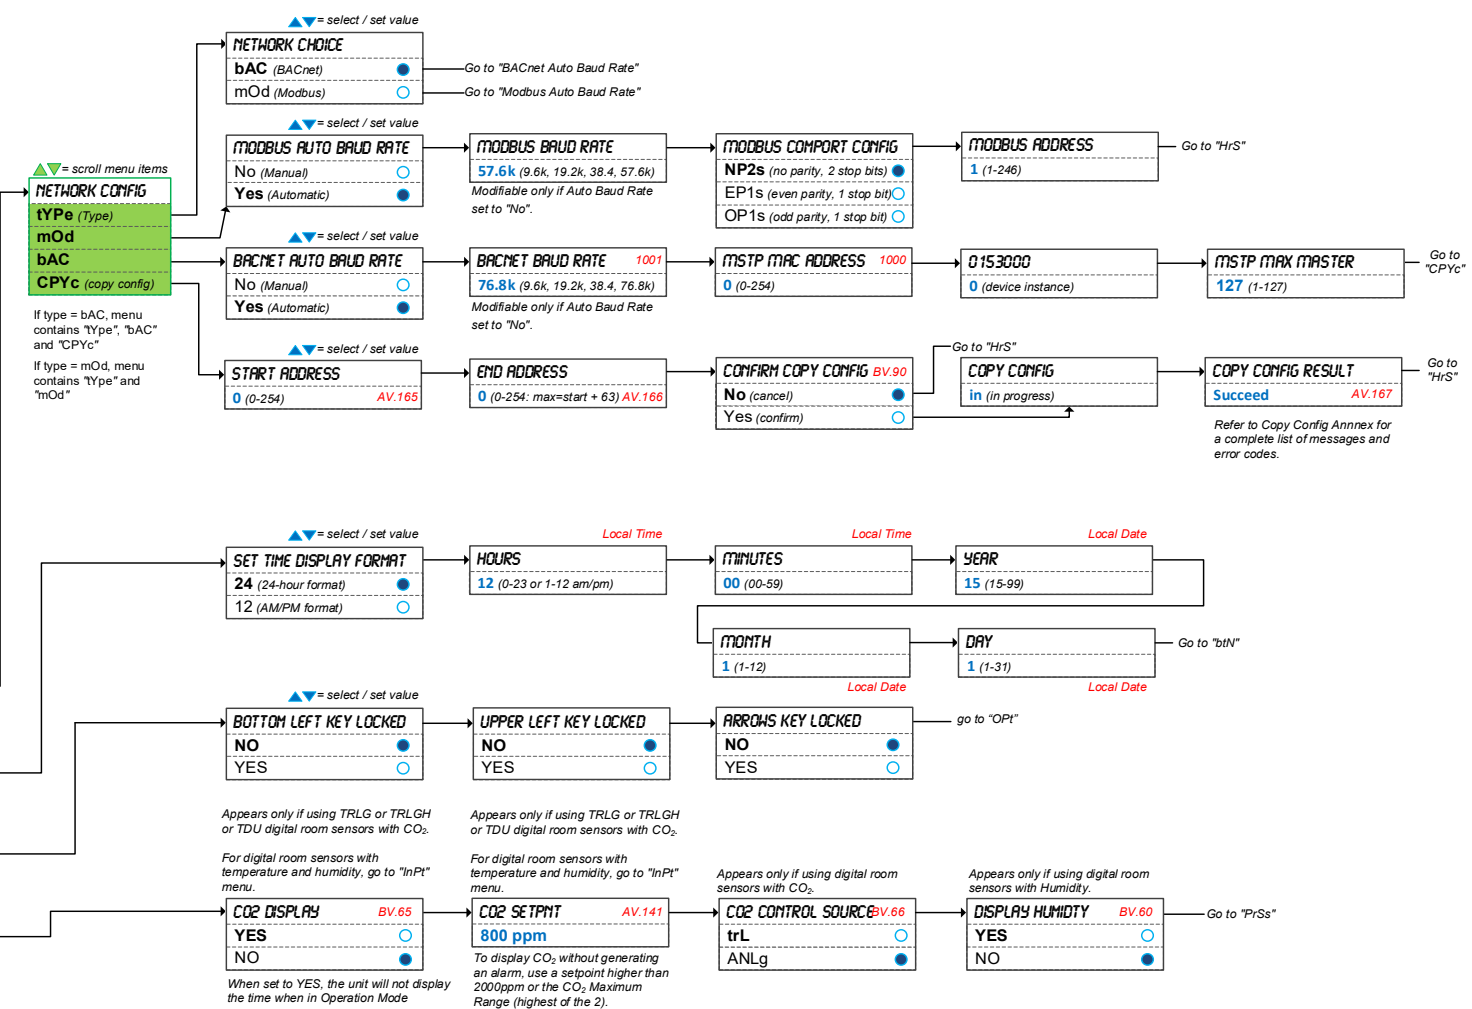 = select / set value
NETWORK CHOICE
bAC (BACnet)
Go to "BACnet Auto Baud Rate"
mOd (Modbus)
Go to "Modbus Auto Baud Rate"
= scroll menu items
NETWORK CONFIG
tYPe (Type)
mOd
bAC
CPYc (copy config)
If type = bAC, menu
contains "tYpe", "bAC"
and "CPYc"
If type = mOd, menu
contains "tYpe" and
"mOd"
= select / set value
MODBUS AUTO BAUD RATE
No (Manual)
Yes (Automatic)
MODBUS BAUD RATE
57.6k (9.6k, 19.2k, 38.4, 57.6k)
Modifiable only if Auto Baud Rate
set to "No".
MODBUS COMPORT CONFIG
NP2s (no parity, 2 stop bits)
EP1s (even parity, 1 stop bit)
OP1s (odd parity, 1 stop bit)
MODBUS ADDRESS
1 (1-246)
Go to "HrS"
= select / set value
BACNET AUTO BAUD RATE
No (Manual)
Yes (Automatic)
BACNET BAUD RATE 1001
76.8k (9.6k, 19.2k, 38.4, 76.8k)
Modifiable only if Auto Baud Rate
set to "No".
MSTP MAC ADDRESS 1000
0 (0-254)
0153000
0 (device instance)
MSTP MAX MASTER
127 (1-127)
Go to
"CPYc"
= select / set value
START ADDRESS
0 (0-254) AV.165
END ADDRESS
0 (0-254: max=start + 63) AV.166
CONFIRM COPY CONFIG BV.90
No (cancel)
Yes (confirm)
Go to "HrS"
COPY CONFIG
in (in progress)
COPY CONFIG RESULT
Succeed AV.167
Go to
"HrS"
Refer to Copy Config Annnex for
a complete list of messages and
error codes.
= select / set value
SET TIME DISPLAY FORMAT
24 (24-hour format)
12 (AM/PM format)
Local Time
HOURS
12 (0-23 or 1-12 am/pm)
Local Time
MINUTES
00 (00-59)
Local Date
YEAR
15 (15-99)
MONTH
1 (1-12)
Local Date
DAY
1 (1-31)
Local Date
Go to "btN"
= select / set value
BOTTOM LEFT KEY LOCKED
NO
YES
UPPER LEFT KEY LOCKED
NO
YES
ARROWS KEY LOCKED
NO
YES
go to "OPt"
Appears only if using TRLG or TRLGH
or TDU digital room sensors with CO2.
For digital room sensors with
temperature and humidity, go to "InPt"
menu.
CO2 DISPLAY BV.65
YES
NO
When set to YES, the unit will not display
the time when in Operation Mode
Appears only if using TRLG or TRLGH
or TDU digital room sensors with CO2.
For digital room sensors with
temperature and humidity, go to "InPt"
menu.
CO2 SETPNT AV.141
800 ppm
To display CO2 without generating
an alarm, use a setpoint higher than
2000ppm or the CO2 Maximum
Range (highest of the 2).
Appears only if using digital room
sensors with CO2.
CO2 CONTROL SOURCE BV.66
trL
ANLg
Appears only if using digital room
sensors with Humidity.
DISPLAY HUMIDTY BV.60
YES
NO
Go to "PrSs"